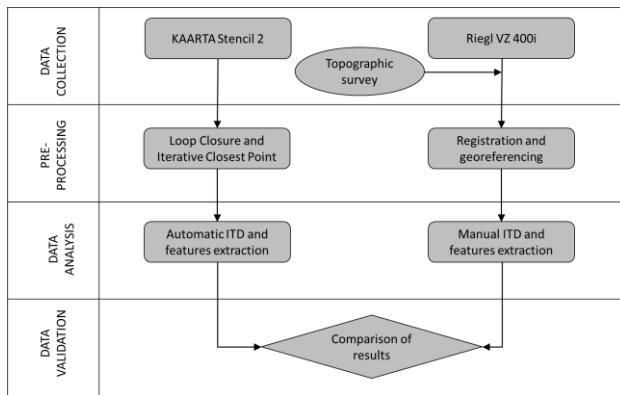 DATA
COLLECTION
KAARTA Stencil 2
Riegl VZ 400i
Topographic
survey
PRE-
PROCESSING
Loop Closure and
Iterative Closest Point
Registration and
georeferencing
DATA
ANALYSIS
Automatic ITD and
features extraction
Manual ITD and
features extraction
DATA
VALIDATION
Comparison of
results